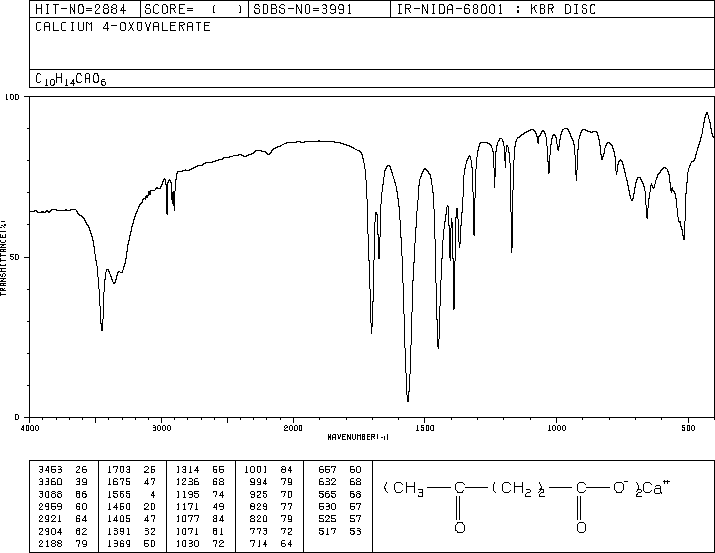 HIT-NO=2884 SCORE= ( ) SDBS-NO=3991 IR-NIDA-68001 : KBR DISC
CALCIUM 4-OXOVALERATE
C10H14CAO6
100
50
0
TRANSMITTANCE(%)
4000 3000 2000 1500 1000 500
WAVENUMBER(-1)
3453 26 1703 26 1314 55 1001 84 657 60
3360 39 1675 47 1236 68 994 79 632 68
3088 66 1565 4 1195 74 925 70 565 68
2959 60 1450 20 1171 49 829 77 530 57
2921 64 1405 47 1077 84 820 79 525 57
2904 62 1391 32 1071 81 773 72 517 53
2188 79 1369 50 1030 72 714 64
(CH3—C—(CH2)2—C—O-)2Ca++
O O